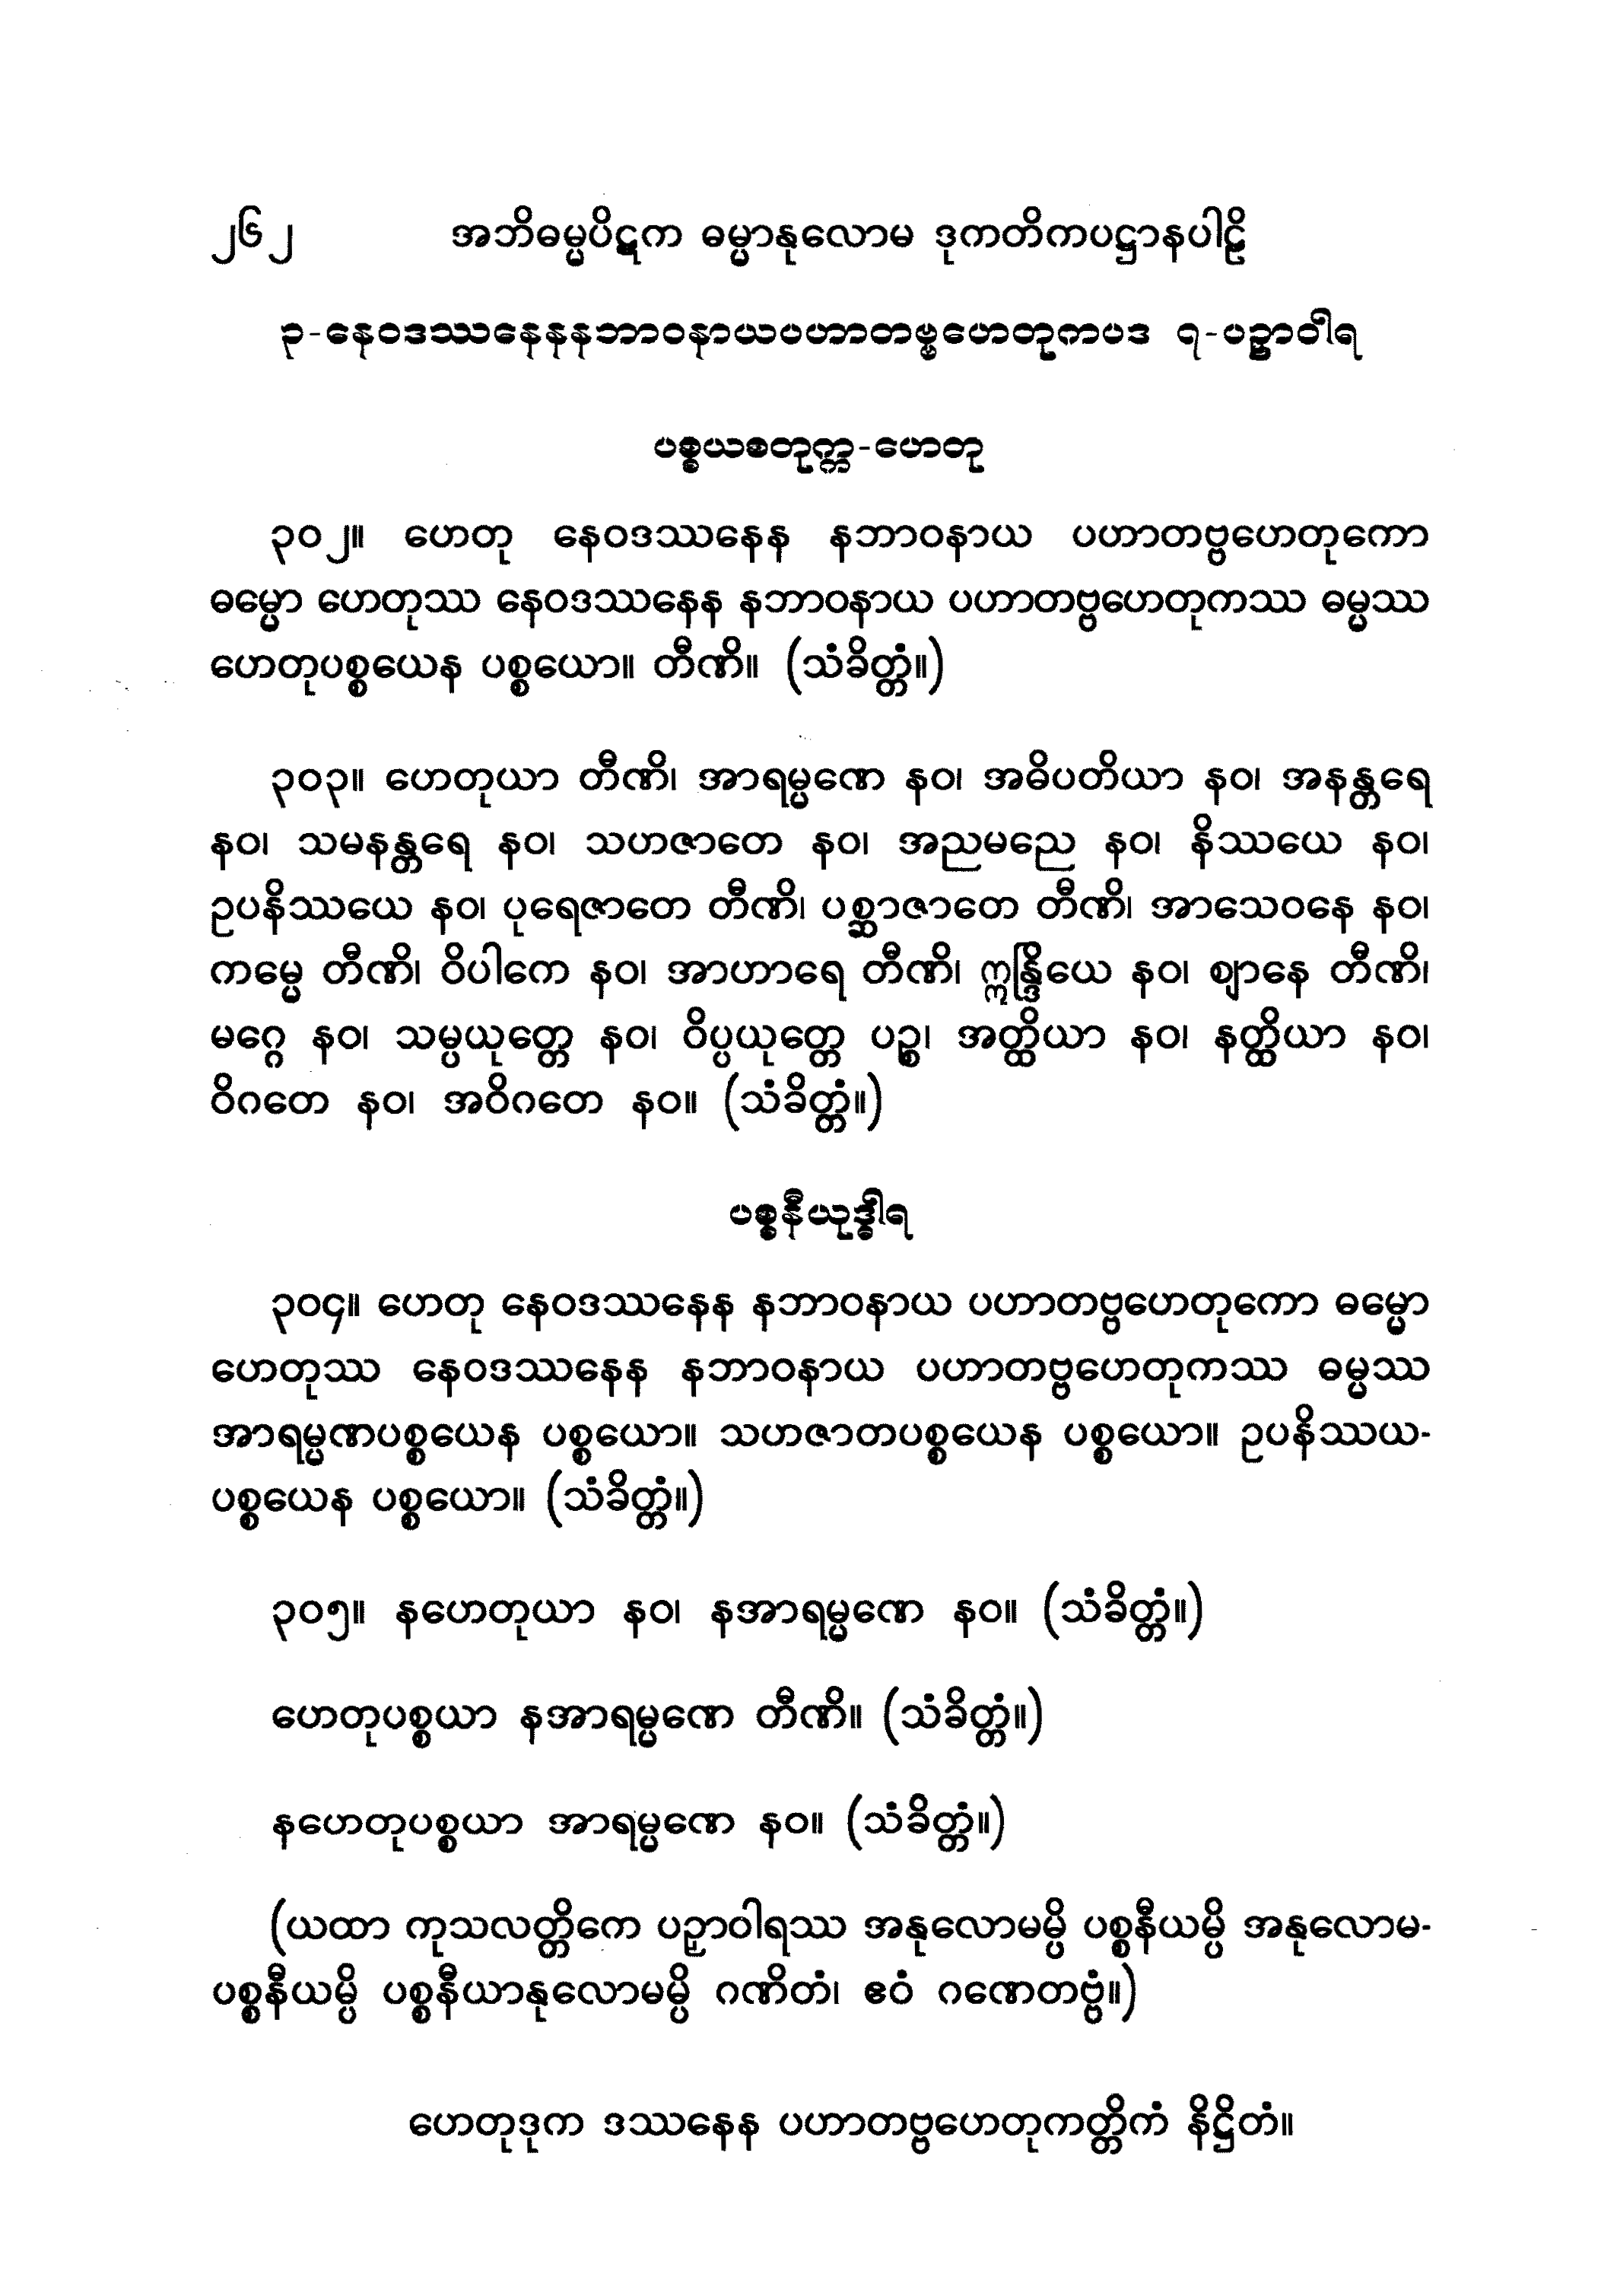 ၂၆၂ အဘိဓမ္မပိဋက ဓမ္မာနုလောမ ဒုကတိကပဋ္ဌာနပါဠိ
၃-နေဝဒဿနေနနဘာဝနာယပဟာတဗ္ဗဟေတုကပဒ ၇-ပဉှာဝါရ
ပစ္စယစတုက္က-ဟေတု
၃၀၂။ ဟေတု နေဝဒဿနေန နဘာဝနာယ ပဟာတဗ္ဗဟေတုကော
ဓမ္မော ဟေတုဿ နေဝဒဿနေန နဘာဝနာယ ပဟာတဗ္ဗဟေတုကဿ ဓမ္မဿ
ဟေတုပစ္စယေန ပစ္စယော။ တီဏိ။ (သံခိတ္တံ။)
၃၀၃။ ဟေတုယာ တီဏိ၊ အာရမ္မဏေ နဝ၊ အဓိပတိယာ နဝ၊ အနန္တရေ
နဝ၊ သမနန္တရေ နဝ၊ သဟဇာတေ နဝ၊ အညမညေ နဝ၊ နိဿယေ နဝ၊
ဥပနိဿယေ နဝ၊ ပုရေဇာတေ တီဏိ၊ ပစ္ဆာဇာတေ တီဏိ၊ အာသေဝနေ နဝ၊
ကမ္မေ တီဏိ၊ ဝိပါကေ နဝ၊ အာဟာရေ တီဏိ၊ ဣန္ဒြိယေ နဝ၊ ဈာနေ တီဏိ၊
မဂ္ဂေ နဝ၊ သမ္ပယုတ္တေ နဝ၊ ဝိပ္ပယုတ္တေ ပဉ္စ၊ အတ္ထိယာ နဝ၊ နတ္ထိယာ နဝ၊
ဝိဂတေ နဝ၊ အဝိဂတေ နဝ။ (သံခိတ္တံ။)
ပစ္စနီယုဒ္ဓါရ
၃၀၄။ ဟေတု နေဝဒဿနေန နဘာဝနာယ ပဟာတဗ္ဗဟေတုကော ဓမ္မော
ဟေတုဿ နေဝဒဿနေန နဘာဝနာယ ပဟာတဗ္ဗဟေတုကဿ ဓမ္မဿ
အာရမ္မဏပစ္စယေန ပစ္စယော။ သဟဇာတပစ္စယေန ပစ္စယော။ ဥပနိဿယ-
ပစ္စယေန ပစ္စယော။ (သံခိတ္တံ။)
၃၀၅။ နဟေတုယာ နဝ၊ နအာရမ္မဏေ နဝ။ (သံခိတ္တံ။)
ဟေတုပစ္စယာ နအာရမ္မဏေ တီဏိ။ (သံခိတ္တံ။)
နဟေတုပစ္စယာ အာရမ္မဏေ နဝ။ (သံခိတ္တံ။)
(ယထာ ကုသလတ္တိကေ ပဉှာဝါရဿ အနုလောမမ္ပိ ပစ္စနီယမ္ပိ အနုလောမ-
ပစ္စနီယမ္ပိ ပစ္စနီယာနုလောမမ္ပိ ဂဏိတံ၊ ဧဝံ ဂဏေတဗ္ဗံ။)
ဟေတုဒုက ဒဿနေန ပဟာတဗ္ဗဟေတုကတ္တိကံ နိဋ္ဌိတံ။